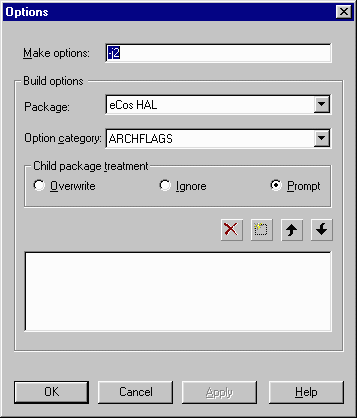 Options
Make options: -j2
Build options
Package: eCos HAL
Option category: ARCHFLAGS
Child package treatment
Overwrite Ignore Prompt
OK Cancel Apply Help